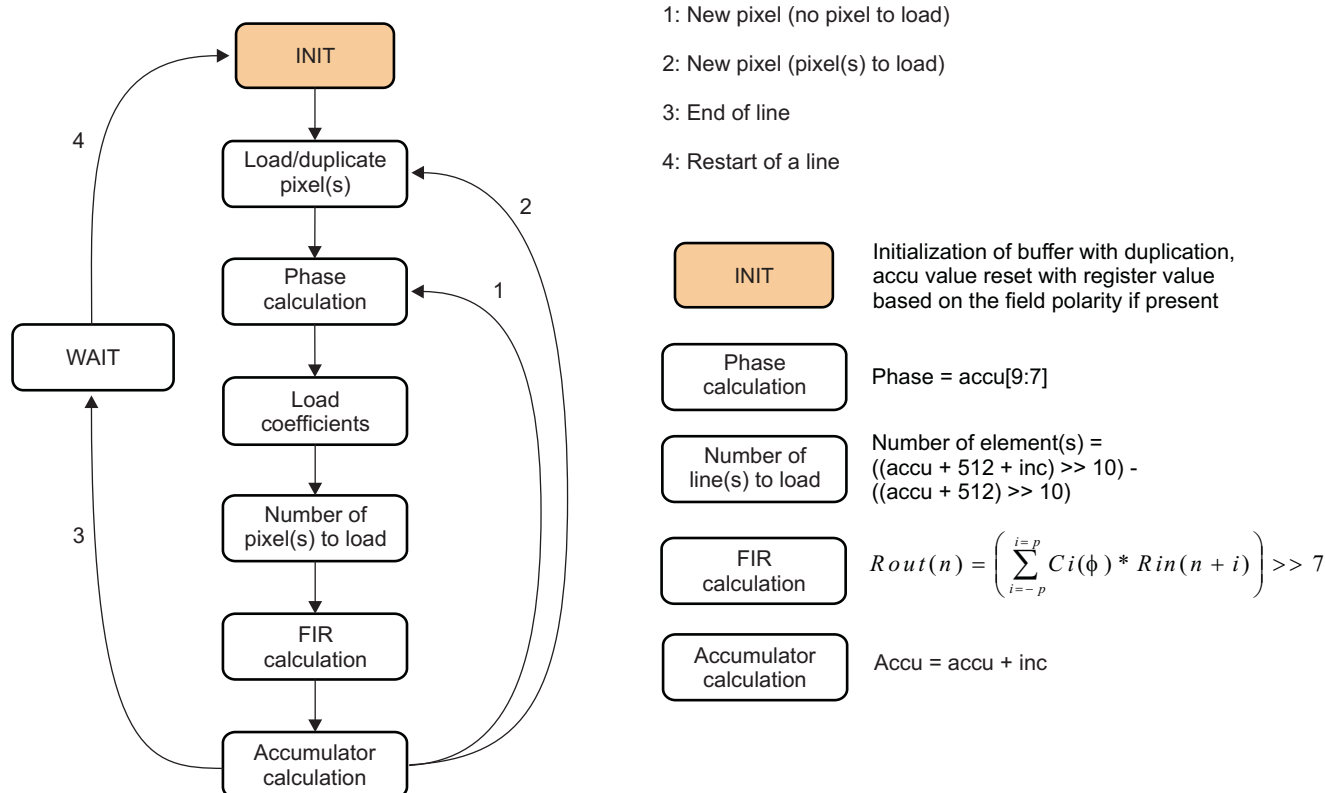 INIT
4
Load/duplicate
pixel(s)
2
Phase
calculation
1
WAIT
Load
coefficients
Number of
pixel(s) to load
3
FIR
calculation
Accumulator
calculation
1: New pixel (no pixel to load)
2: New pixel (pixel(s) to load)
3: End of line
4: Restart of a line
INIT
Initialization of buffer with duplication,
accu value reset with register value
based on the field polarity if present
Phase
calculation
Phase = accu[9:7]
Number of
line(s) to load
Number of element(s) =
((accu + 512 + inc) >> 10) -
((accu + 512) >> 10)
FIR
calculation
Rout(n) = ( ∑ i=-p i=p Ci(ϕ) * Rin(n + i) ) >> 7
Accumulator
calculation
Accu = accu + inc